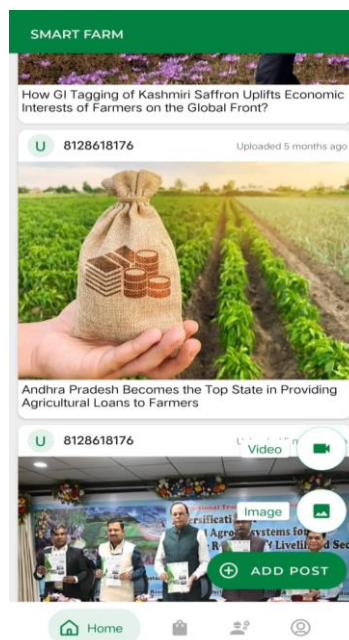 SMART FARM
How GI Tagging of Kashmiri Saffron Uplifts Economic
Interests of Farmers on the Global Front?
U 8128618176 Uploaded 5 months ago
Andhra Pradesh Becomes the Top State in Providing
Agricultural Loans to Farmers
U 8128618176
Video
Image
ADD POST
Home